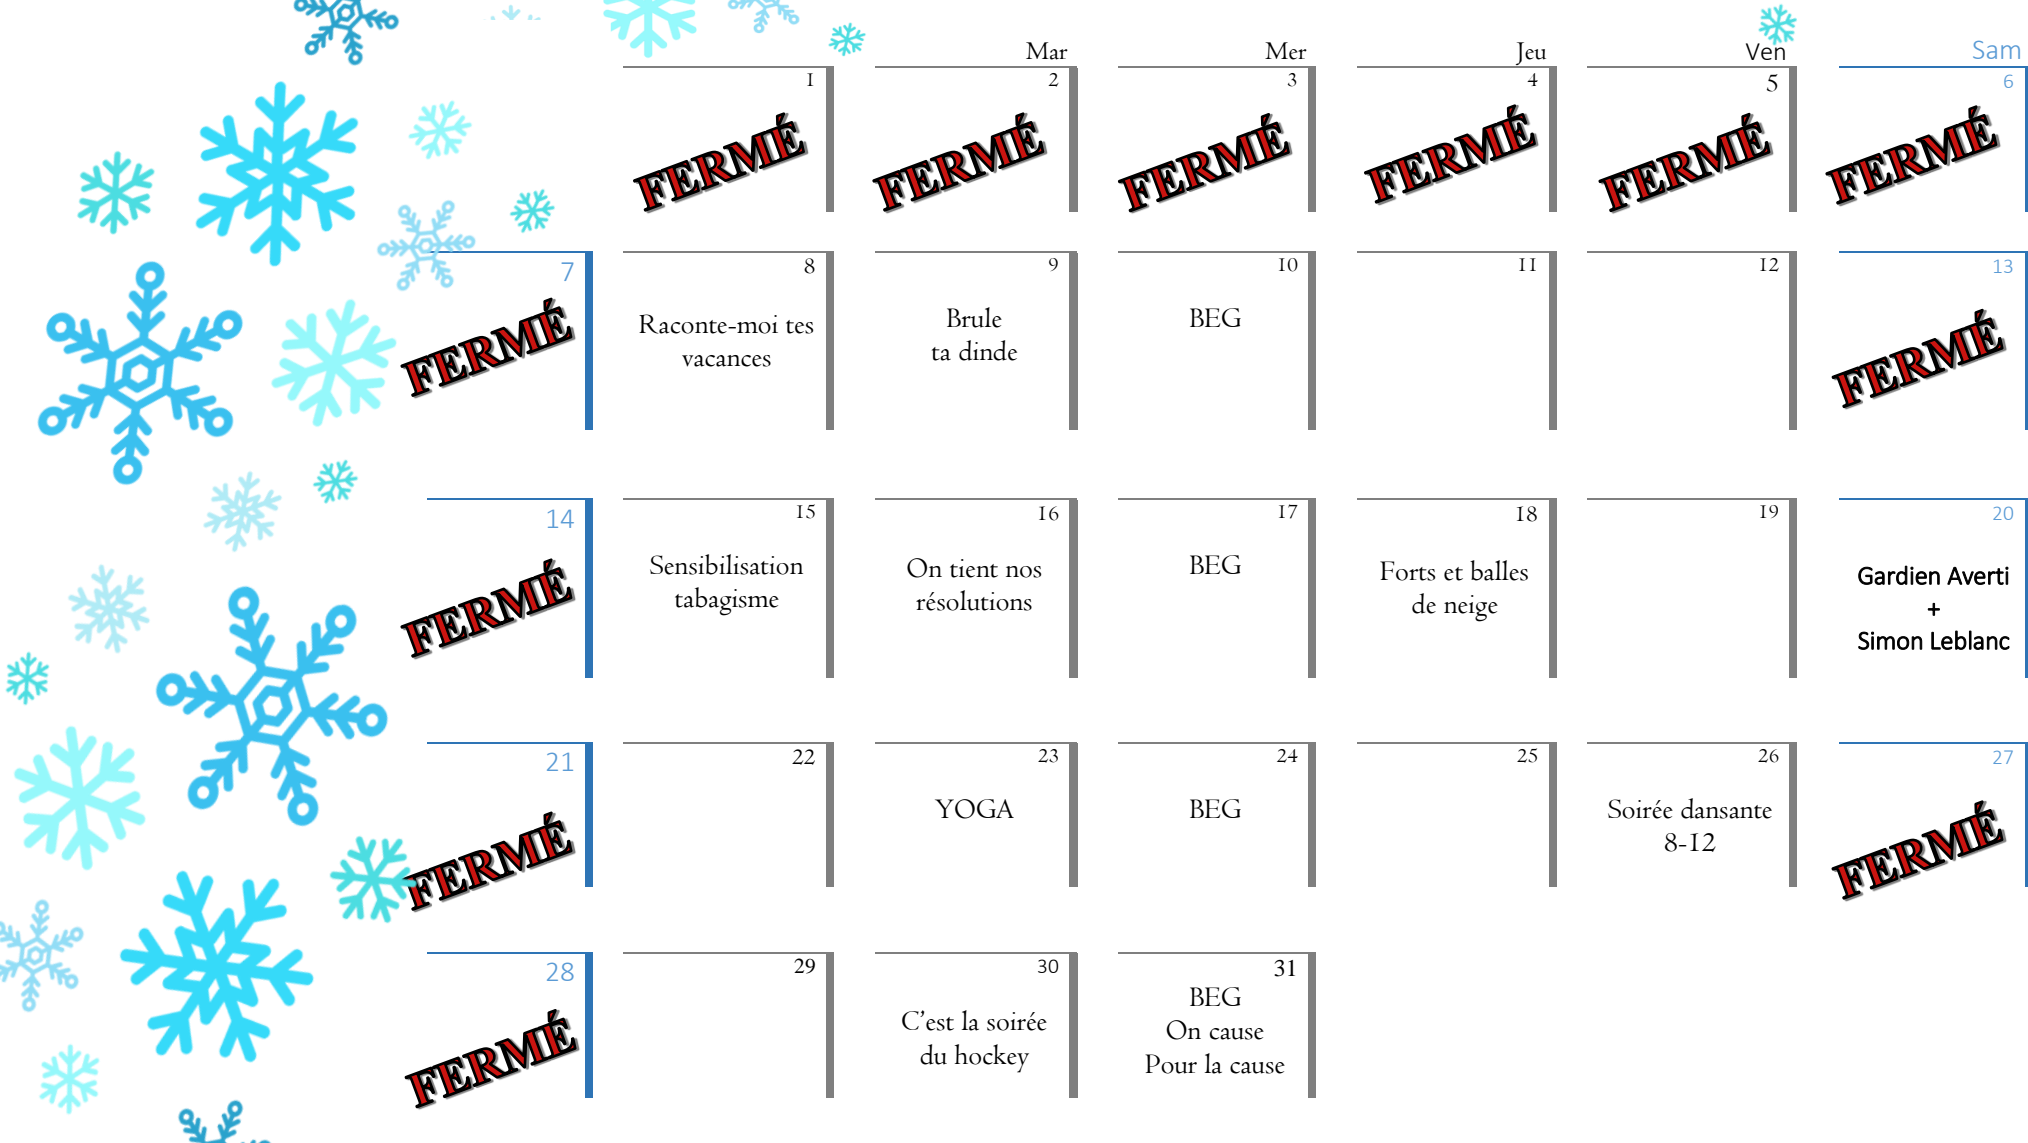 Mar Mer Jeu Ven Sam
1 2 3 4 5 6
FERMÉ FERMÉ FERMÉ FERMÉ FERMÉ FERMÉ
7 8 9 10 11 12 13
FERMÉ
Raconte-moi tes
vacances
Brule
ta dinde
BEG
FERMÉ
14 15 16 17 18 19 20
FERMÉ
Sensibilisation
tabagisme
On tient nos
résolutions
BEG
Forts et balles
de neige
Gardien Averti
+
Simon Leblanc
21 22 23 24 25 26 27
FERMÉ
YOGA
BEG
Soirée dansante
8-12
FERMÉ
28 29 30 31
FERMÉ
C’est la soirée
du hockey
BEG
On cause
Pour la cause